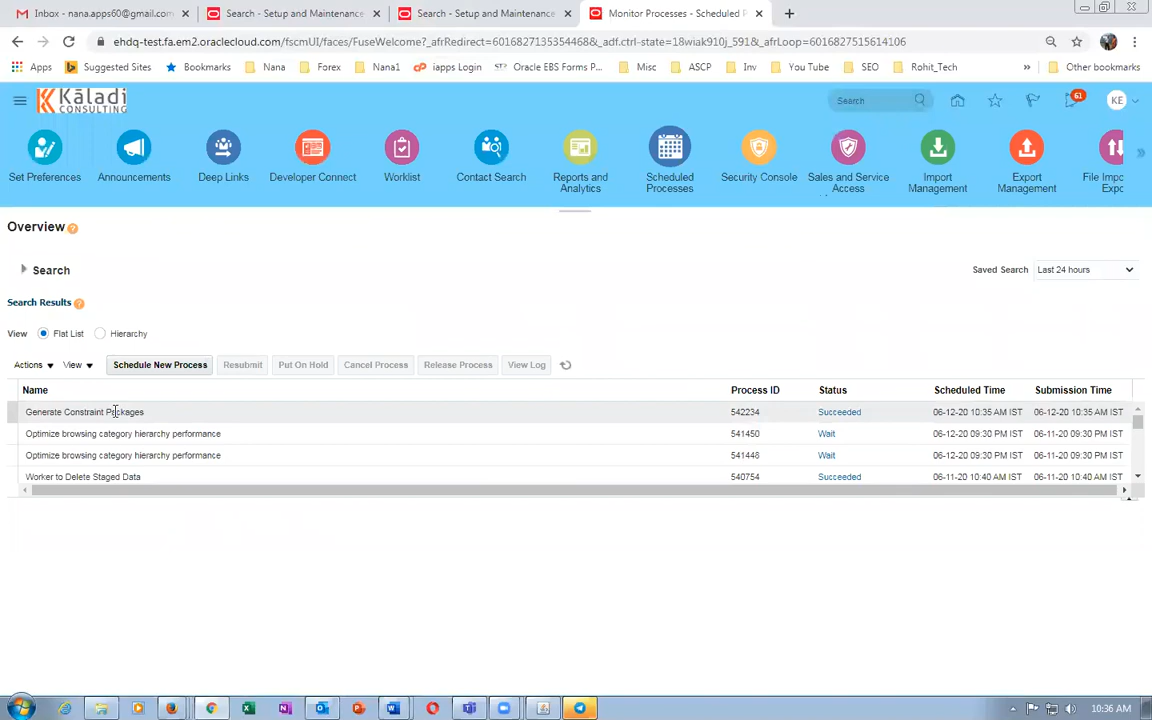 Inbox - nana.apps60@gmail.com
Search - Setup and Maintenance
Search - Setup and Maintenance
Monitor Processes - Scheduled P
ehdq-test.fa.em2.oraclecloud.com/fscmUI/faces/FuseWelcome?_afrRedirect=6016827135354468&_adf.ctrl-state=18wiak910j_591&_afrLoop=6016827515614106
Apps
Suggested Sites
Bookmarks
Nana
Forex
Nana1
iapps Login
Oracle EBS Forms P...
Misc
ASCP
Inv
You Tube
SEO
Rohit_Tech
Other bookmarks
Kāladi
CONSULTING
Search
61
KE
Set Preferences
Announcements
Deep Links
Developer Connect
Worklist
Contact Search
Reports and
Analytics
Scheduled
Processes
Security Console
Sales and Service
Access
Import
Management
Export
Management
File Impo
Expo
Overview
Search
Saved Search Last 24 hours
Search Results
View Flat List Hierarchy
Actions View Schedule New Process Resubmit Put On Hold Cancel Process Release Process View Log
Name Process ID Status Scheduled Time Submission Time
Generate Constraint Packages 542234 Succeeded 06-12-20 10:35 AM IST 06-12-20 10:35 AM IST
Optimize browsing category hierarchy performance 541450 Wait 06-12-20 09:30 PM IST 06-11-20 09:30 PM IST
Optimize browsing category hierarchy performance 541448 Wait 06-12-20 09:30 PM IST 06-11-20 09:30 PM IST
Worker to Delete Staged Data 540754 Succeeded 06-11-20 10:40 AM IST 06-11-20 10:40 AM IST
10:36 AM